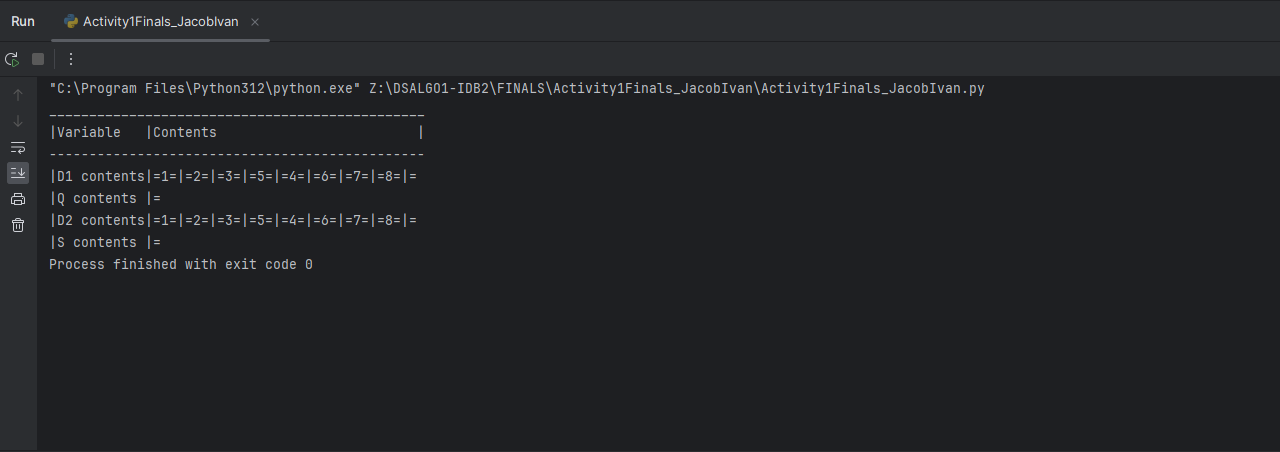 Run Activity1Finals_JacobIvan
"C:\Program Files\Python312\python.exe" Z:\DSALGO1-IDB2\FINALS\Activity1Finals_JacobIvan\Activity1Finals_JacobIvan.py
_______________________________________________
|Variable   |Contents                         |
-----------------------------------------------
|D1 contents|=1=|=2=|=3=|=5=|=4=|=6=|=7=|=8=|=
|Q contents |=
|D2 contents|=1=|=2=|=3=|=5=|=4=|=6=|=7=|=8=|=
|S contents |=
Process finished with exit code 0